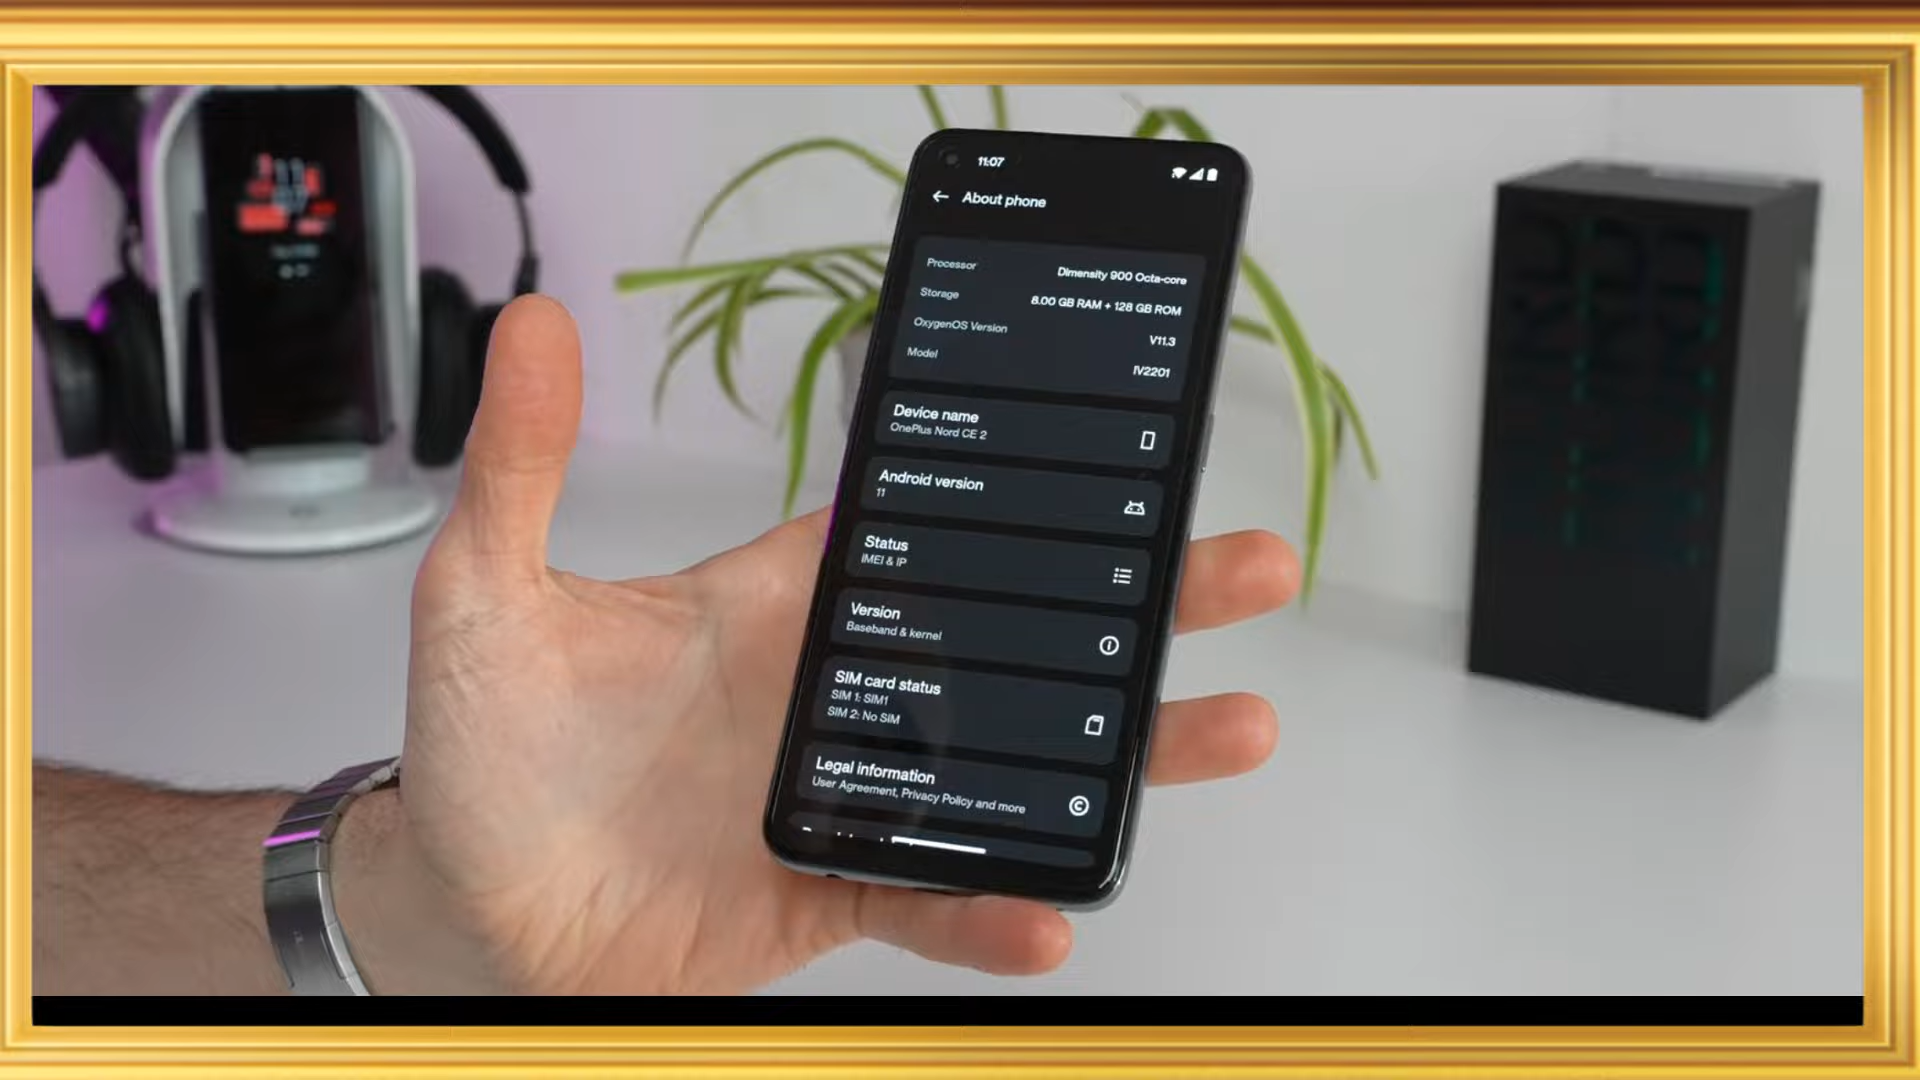 11:07
About phone
Processor
Dimensity 900 Octa-core
Storage
8.00 GB RAM + 128 GB ROM
OxygenOS Version
V11.3
Model
IV2201
Device name
OnePlus Nord CE 2
Android version
11
Status
IMEI & IP
Version
Baseband & kernel
SIM card status
SIM 1: SIM1
SIM 2: No SIM
Legal information
User Agreement, Privacy Policy and more